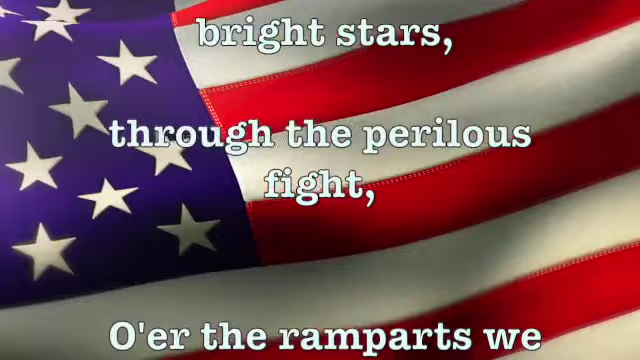 bright stars,
through the perilous
fight,
O'er the ramparts we